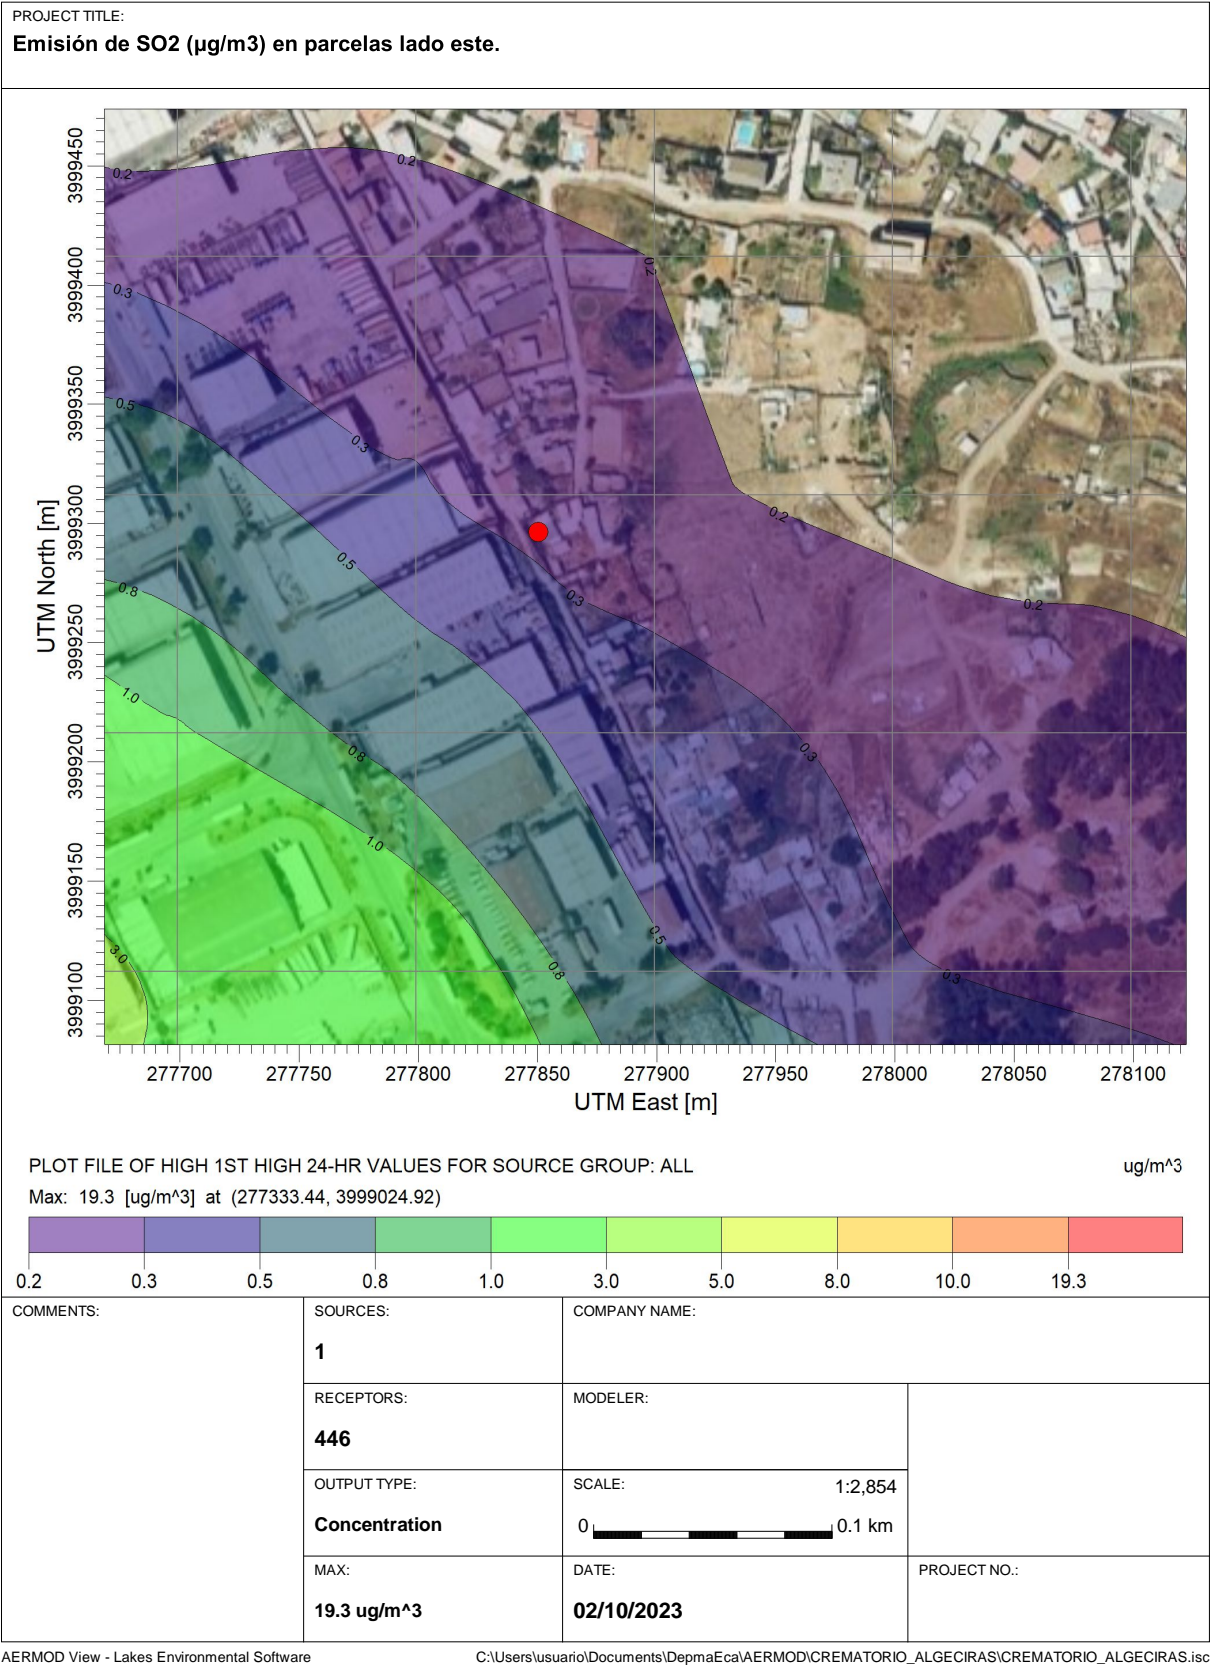 PROJECT TITLE:
Emisión de SO2 (µg/m3) en parcelas lado este.
0.2
0.2
0.2
0.3
0.5
0.3
0.2
0.5
0.8
0.3
0.2
1.0
0.8
0.3
1.0
0.5
3.0
0.8
0.3
UTM North [m]
3999450
3999400
3999350
3999300
3999250
3999200
3999150
3999100
277700 277750 277800 277850 277900 277950 278000 278050 278100
UTM East [m]
PLOT FILE OF HIGH 1ST HIGH 24-HR VALUES FOR SOURCE GROUP: ALL ug/m^3
Max: 19.3 [ug/m^3] at (277333.44, 3999024.92)
0.2 0.3 0.5 0.8 1.0 3.0 5.0 8.0 10.0 19.3
COMMENTS:
SOURCES:
1
COMPANY NAME:
RECEPTORS:
446
MODELER:
OUTPUT TYPE:
Concentration
SCALE: 1:2,854
0 0.1 km
MAX:
19.3 ug/m^3
DATE:
02/10/2023
PROJECT NO.:
AERMOD View - Lakes Environmental Software C:\Users\usuario\Documents\DepmaEca\AERMOD\CREMATORIO_ALGECIRAS\CREMATORIO_ALGECIRAS.isc